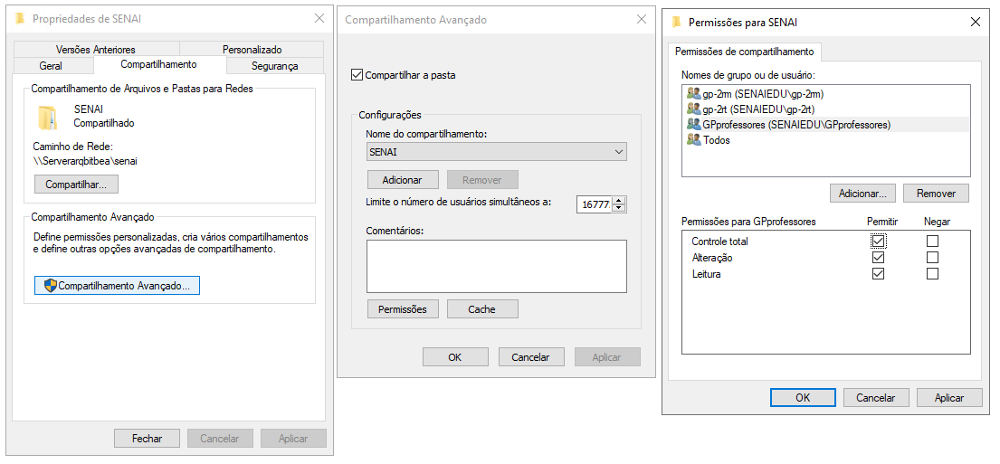 Propriedades de SENAI
Versões Anteriores
Personalizado
Geral
Compartilhamento
Segurança
Compartilhamento de Arquivos e Pastas para Redes
SENAI
Compartilhado
Caminho de Rede:
\\Serverarqbitbea\senai
Compartilhar...
Compartilhamento Avançado
Define permissões personalizadas, cria vários compartilhamentos
e define outras opções avançadas de compartilhamento.
Compartilhamento Avançado...
Fechar
Cancelar
Aplicar
Compartilhamento Avançado
Compartilhar a pasta
Configurações
Nome do compartilhamento:
SENAI
Adicionar
Remover
Limite o número de usuários simultâneos a:
16777
Comentários:
Permissões
Cache
OK
Cancelar
Aplicar
Permissões para SENAI
Permissões de compartilhamento
Nomes de grupo ou de usuário:
gp-2m (SENAIEDU\gp-2m)
gp-2rt (SENAIEDU\gp-2rt)
GPprofessores (SENAIEDU\GPprofessores)
Todos
Adicionar...
Remover
Permissões para GPprofessores
Permitir
Negar
Controle total
Alteração
Leitura
OK
Cancelar
Aplicar